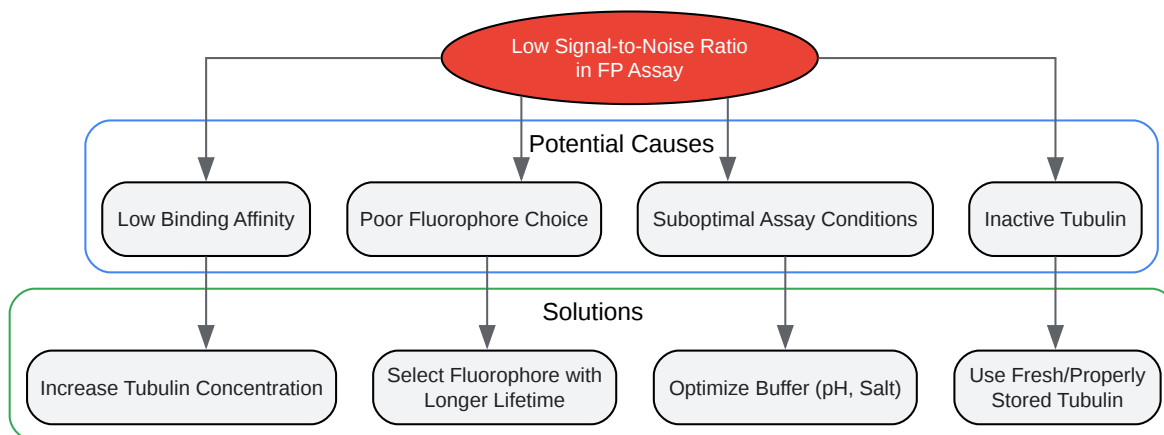 Low Signal-to-Noise Ratio
in FP Assay
Potential Causes
Low Binding Affinity
Poor Fluorophore Choice
Suboptimal Assay Conditions
Inactive Tubulin
Solutions
Increase Tubulin Concentration
Select Fluorophore with
Longer Lifetime
Optimize Buffer (pH, Salt)
Use Fresh/Properly
Stored Tubulin